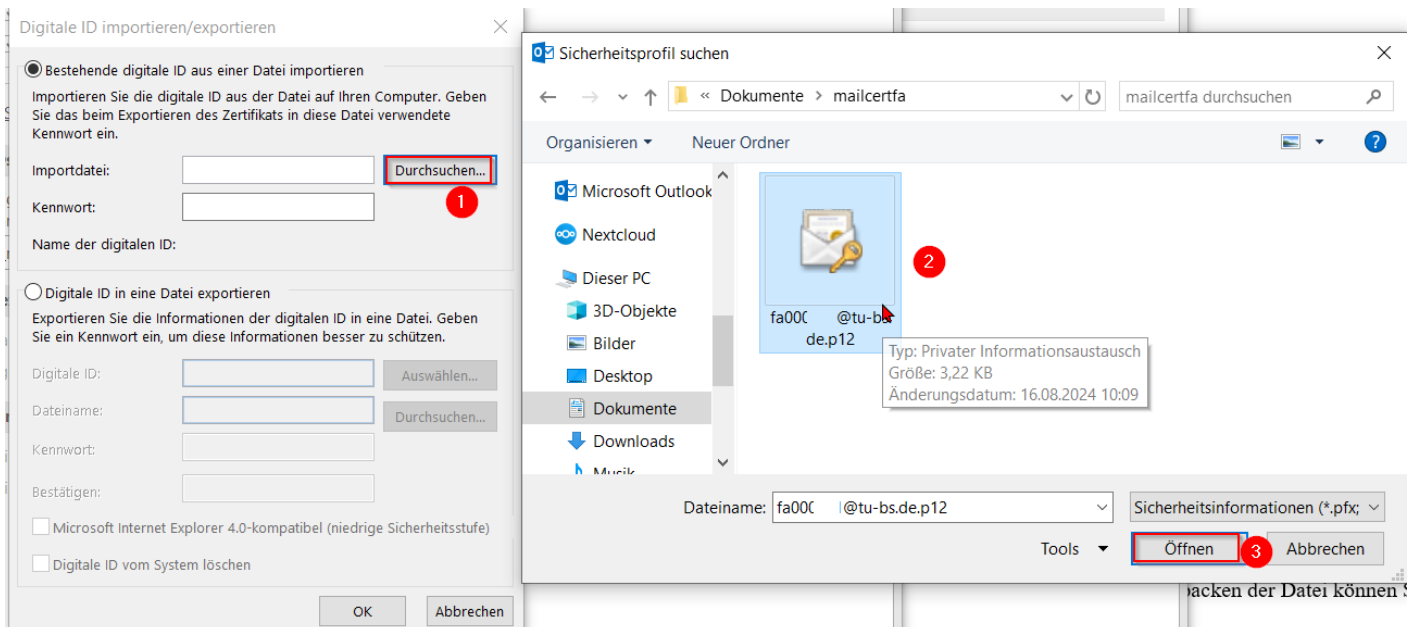 Digitale ID importieren/exportieren
Bestehende digitale ID aus einer Datei importieren
Importieren Sie die digitale ID aus der Datei auf Ihren Computer. Geben
Sie das beim Exportieren des Zertifikats in diese Datei verwendete
Kennwort ein.
Importdatei:
Durchsuchen...
1
Kennwort:
Name der digitalen ID:
Digitale ID in eine Datei exportieren
Exportieren Sie die Informationen der digitalen ID in eine Datei. Geben
Sie ein Kennwort ein, um diese Informationen besser zu schützen.
Digitale ID:
Auswählen...
Dateiname:
Durchsuchen...
Kennwort:
Bestätigen:
Microsoft Internet Explorer 4.0-kompatibel (niedrige Sicherheitsstufe)
Digitale ID vom System löschen
OK
Abbrechen
Sicherheitsprofil suchen
« Dokumente > mailcertfa
mailcertfa durchsuchen
Organisieren
Neuer Ordner
Microsoft Outlook
Nextcloud
Dieser PC
3D-Objekte
Bilder
Desktop
Dokumente
Downloads
Musik
2
fa000 @tu-bs
de.p12
Typ: Privater Informationsaustausch
Größe: 3,22 KB
Änderungsdatum: 16.08.2024 10:09
Dateiname:
fa000 @tu-bs.de.p12
Sicherheitsinformationen (*.pfx;
Tools
Öffnen
3
Abbrechen
der Datei können